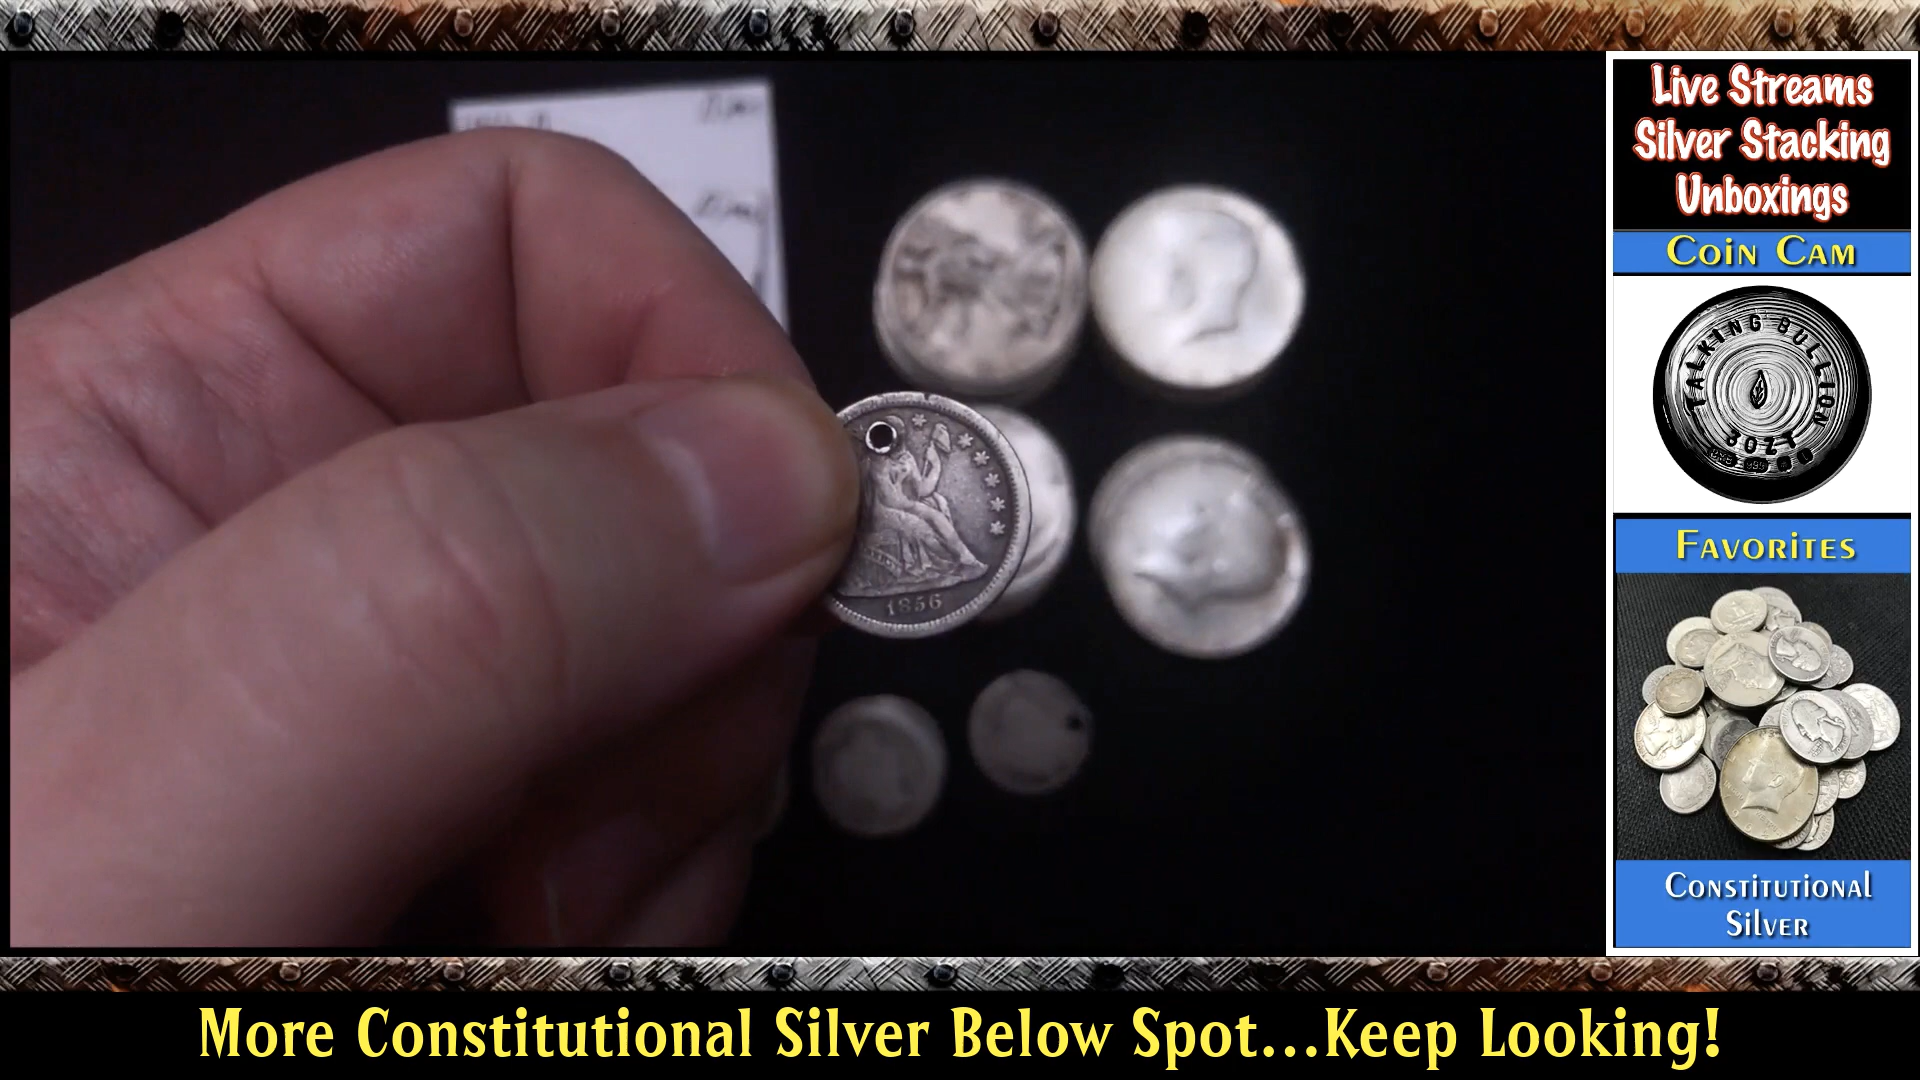 Live Streams
Silver Stacking
Unboxings
Coin Cam
TALKING BULLION
1856
Favorites
Constitutional
Silver
More Constitutional Silver Below Spot...Keep Looking!